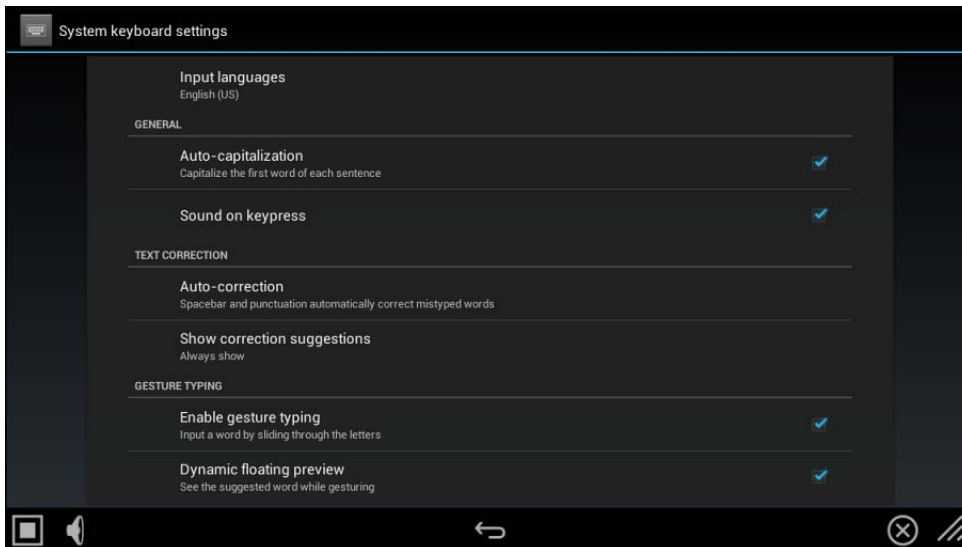 System keyboard settings
Input languages
English (US)
GENERAL
Auto-capitalization
Capitalize the first word of each sentence
Sound on keypress
TEXT CORRECTION
Auto-correction
Spacebar and punctuation automatically correct mistyped words
Show correction suggestions
Always show
GESTURE TYPING
Enable gesture typing
Input a word by sliding through the letters
Dynamic floating preview
See the suggested word while gesturing